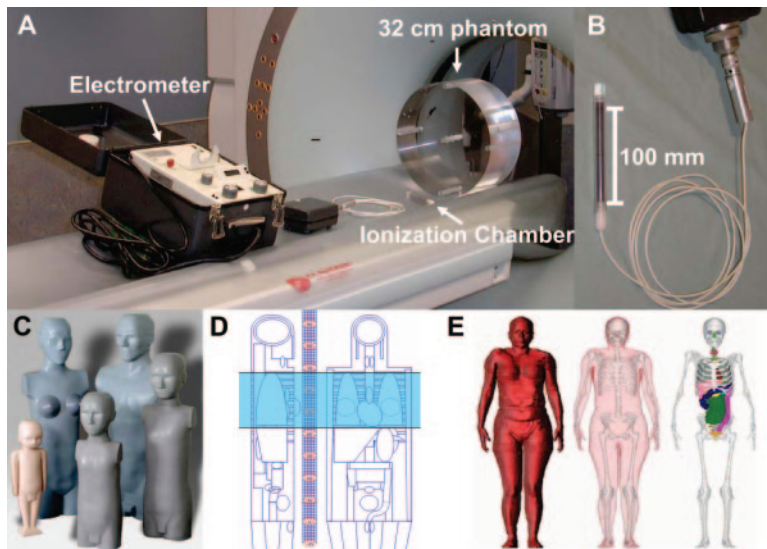 A
32 cm phantom
B
Electrometer
100 mm
Ionization Chamber
C
D
E